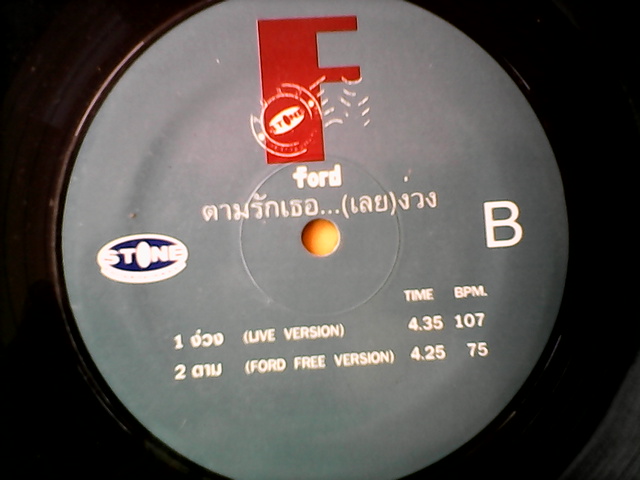 F
STONE
ford
ตามรักเธอ...(เลย)ง่วง
B
STONE
TIME BPM.
1 ง่วง (LIVE VERSION) 4.35 107
2 ตาม (FORD FREE VERSION) 4.25 75